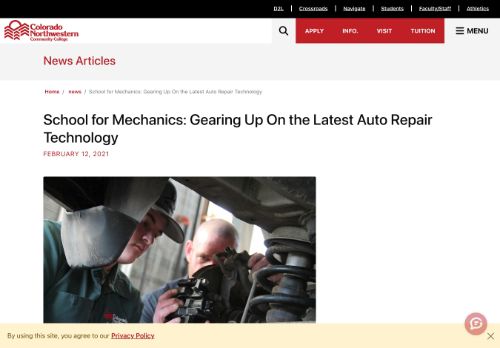 D2L Crossroads Navigate Students Faculty/Staff Athletics
Colorado
Northwestern
Community College
APPLY INFO. VISIT TUITION MENU
News Articles
Home / news / School for Mechanics: Gearing Up On the Latest Auto Repair Technology
School for Mechanics: Gearing Up On the Latest Auto Repair
Technology
FEBRUARY 12, 2021
By using this site, you agree to our Privacy Policy